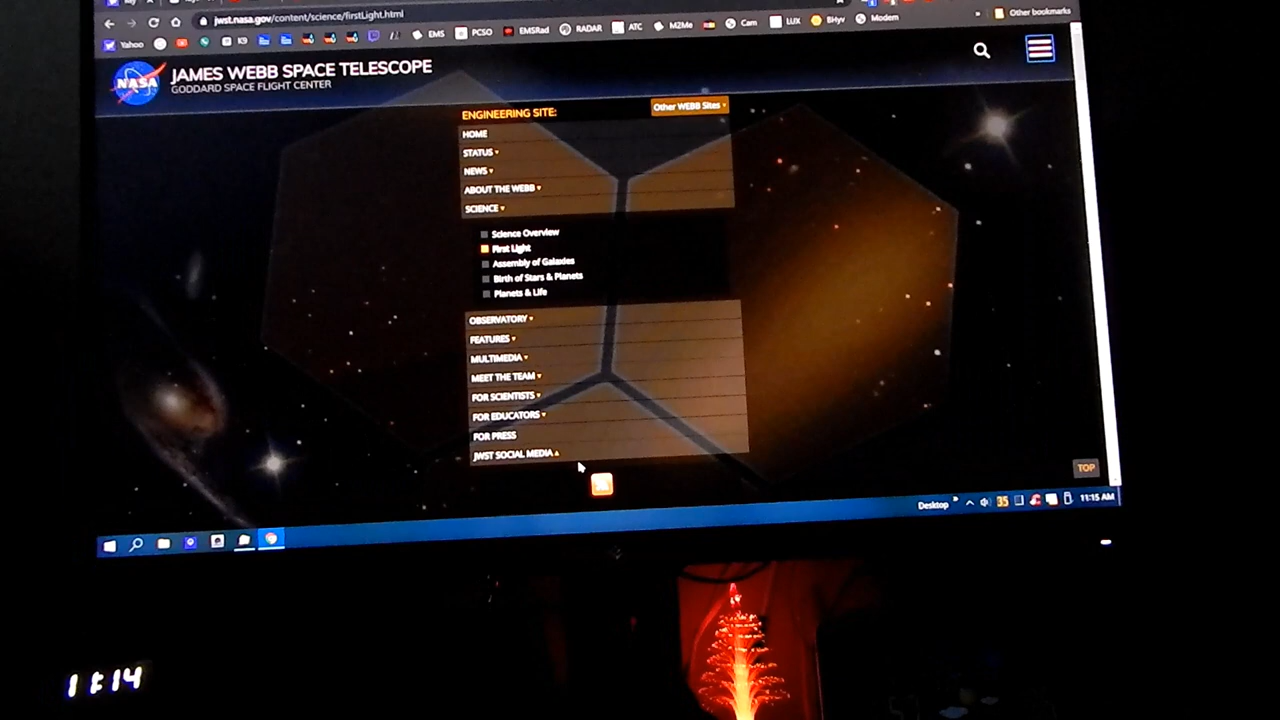 jwst.nasa.gov/content/science/firstLight.html
Yahoo K9 EMS PCSO EMSRad RADAR ATC M2Me Cam LUX BHyv Modem » Other bookmarks
NASA JAMES WEBB SPACE TELESCOPE
GODDARD SPACE FLIGHT CENTER
ENGINEERING SITE: Other WEBB Sites
HOME
STATUS
NEWS
ABOUT THE WEBB
SCIENCE
Science Overview
First Light
Assembly of Galaxies
Birth of Stars & Planets
Planets & Life
OBSERVATORY
FEATURES
MULTIMEDIA
MEET THE TEAM
FOR SCIENTISTS
FOR EDUCATORS
FOR PRESS
JWST SOCIAL MEDIA
TOP
Desktop » 35 11:15 AM
11:14